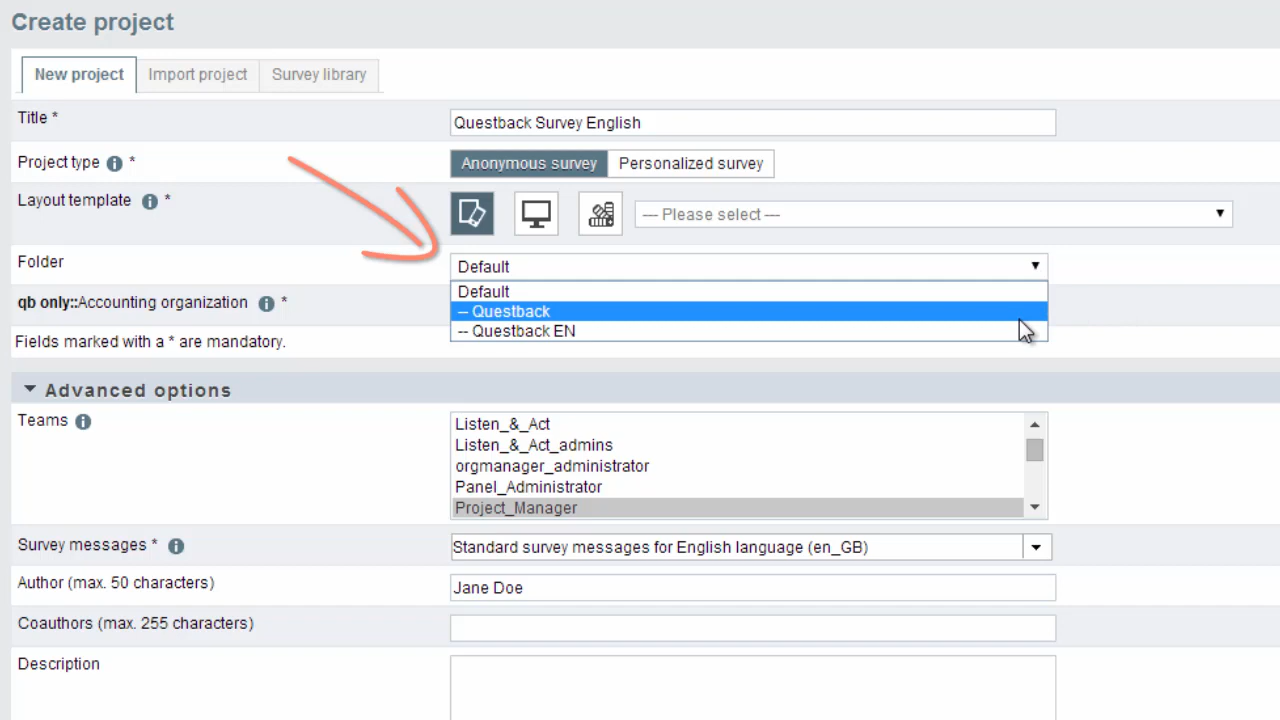 Create project
New project Import project Survey library
Title * Questback Survey English
Project type i * Anonymous survey Personalized survey
Layout template i * --- Please select ---
Folder Default
Default
-- Questback
-- Questback EN
qb only::Accounting organization i *
Fields marked with a * are mandatory.
Advanced options
Teams i
Listen_&_Act
Listen_&_Act_admins
orgmanager_administrator
Panel_Administrator
Project_Manager
Survey messages * i Standard survey messages for English language (en_GB)
Author (max. 50 characters) Jane Doe
Coauthors (max. 255 characters)
Description